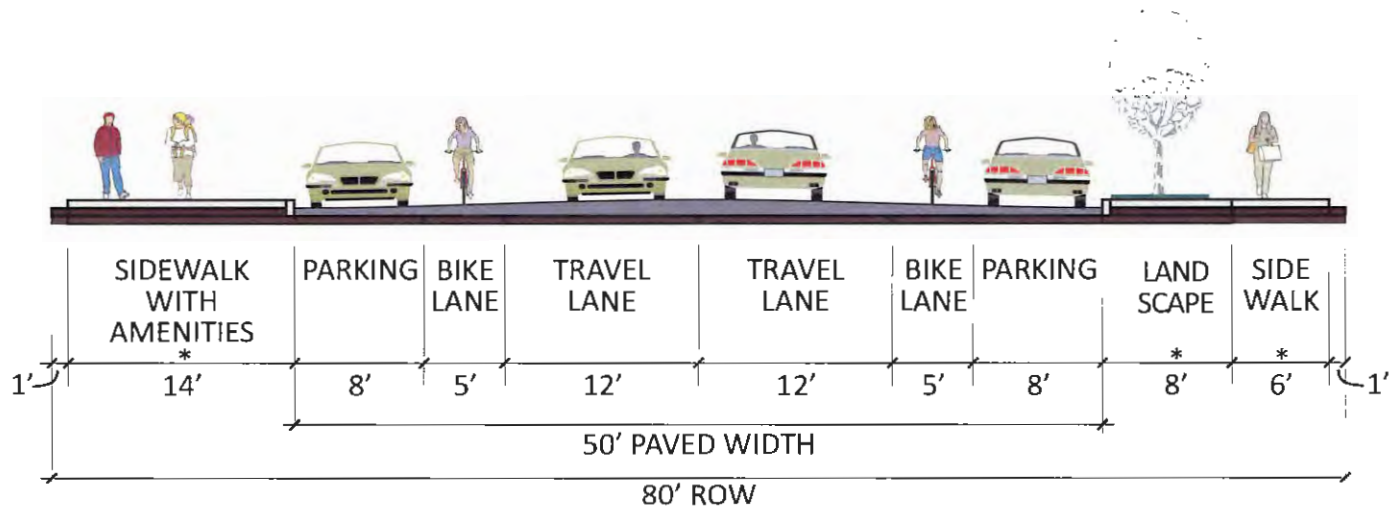 SIDEWALK
WITH
AMENITIES
*
PARKING
BIKE
LANE
TRAVEL
LANE
TRAVEL
LANE
BIKE
LANE
PARKING
LAND
SCAPE
*
SIDE
WALK
*
1' 14' 8' 5' 12' 12' 5' 8' 8' 6' 1'
50' PAVED WIDTH
80' ROW